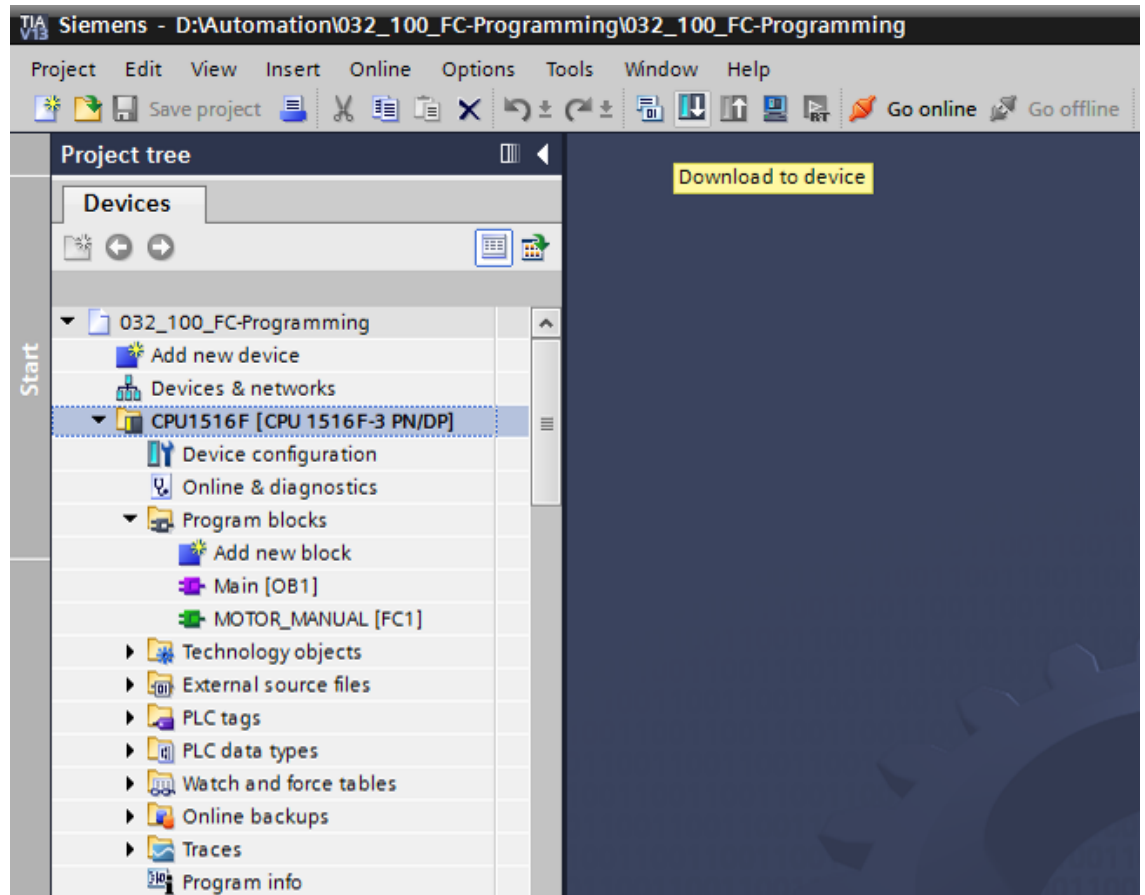 TIA V13 Siemens - D:\Automation\032_100_FC-Programming\032_100_FC-Programming
Project Edit View Insert Online Options Tools Window Help
Save project RT Go online Go offline
Project tree
Download to device
Devices
Start
032_100_FC-Programming
Add new device
Devices & networks
CPU1516F [CPU 1516F-3 PN/DP]
Device configuration
Online & diagnostics
Program blocks
Add new block
Main [OB1]
MOTOR_MANUAL [FC1]
Technology objects
External source files
PLC tags
PLC data types
Watch and force tables
Online backups
Traces
Program info